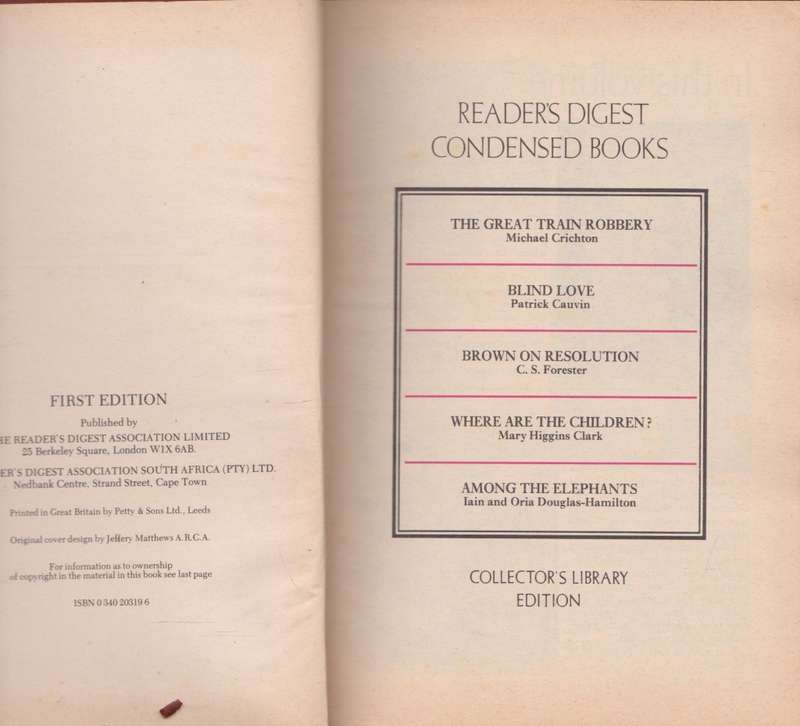 FIRST EDITION
Published by
READER'S DIGEST ASSOCIATION LIMITED
25 Berkeley Square, London W1X 6AB.
DIGEST ASSOCIATION SOUTH AFRICA (PTY) LTD.
Nedbank Centre, Strand Street, Cape Town
Printed in Great Britain by Petty & Sons Ltd., Leeds
Original cover design by Jeffery Matthews A.R.C.A.
For information as to ownership
of copyright in the material in this book see last page
ISBN 0 340 20319 6
READER'S DIGEST
CONDENSED BOOKS
THE GREAT TRAIN ROBBERY
Michael Crichton
BLIND LOVE
Patrick Cauvin
BROWN ON RESOLUTION
C. S. Forester
WHERE ARE THE CHILDREN?
Mary Higgins Clark
AMONG THE ELEPHANTS
Iain and Oria Douglas-Hamilton
COLLECTOR'S LIBRARY
EDITION